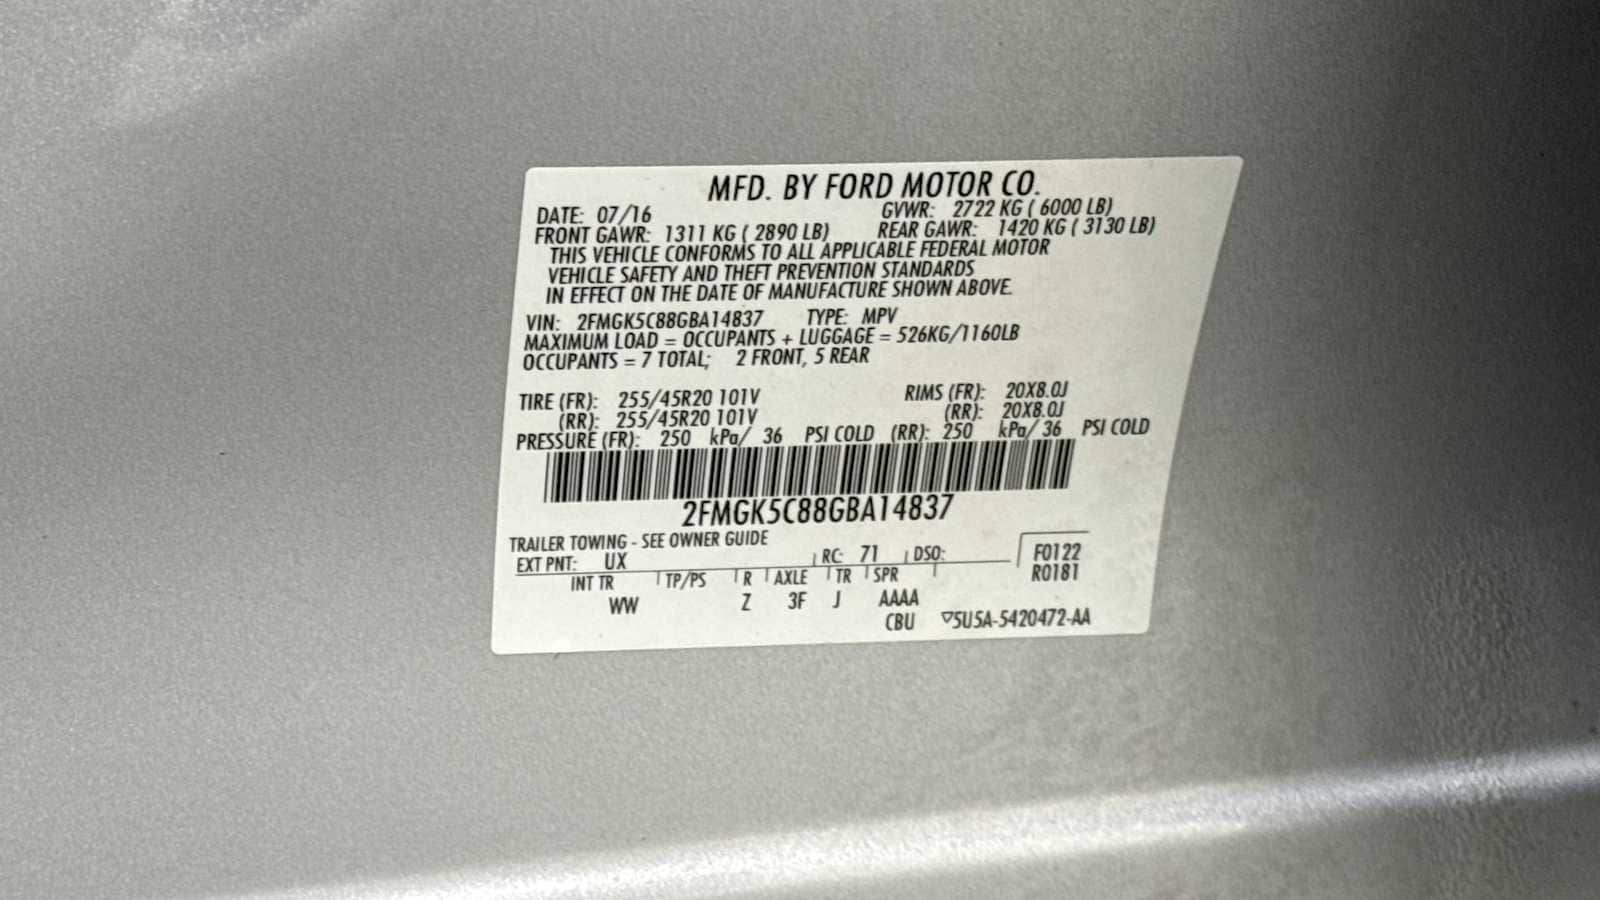 MFD. BY FORD MOTOR CO.
DATE: 07/16 GVWR: 2722 KG ( 6000 LB)
FRONT GAWR: 1311 KG ( 2890 LB) REAR GAWR: 1420 KG ( 3130 LB)
THIS VEHICLE CONFORMS TO ALL APPLICABLE FEDERAL MOTOR
VEHICLE SAFETY AND THEFT PREVENTION STANDARDS
IN EFFECT ON THE DATE OF MANUFACTURE SHOWN ABOVE.
VIN: 2FMGK5C88GBA14837 TYPE: MPV
MAXIMUM LOAD = OCCUPANTS + LUGGAGE = 526KG/1160LB
OCCUPANTS = 7 TOTAL; 2 FRONT, 5 REAR
TIRE (FR): 255/45R20 101V RIMS (FR): 20X8.0J
(RR): 255/45R20 101V (RR): 20X8.0J
PRESSURE (FR): 250 kPa/ 36 PSI COLD (RR): 250 kPa/ 36 PSI COLD
2FMGK5C88GBA14837
TRAILER TOWING - SEE OWNER GUIDE
EXT PNT: UX RC: 71 DSO: F0122
INT TR TP/PS R AXLE TR SPR R0181
WW Z 3F J AAAA
CBU ▽5U5A-5420472-AA